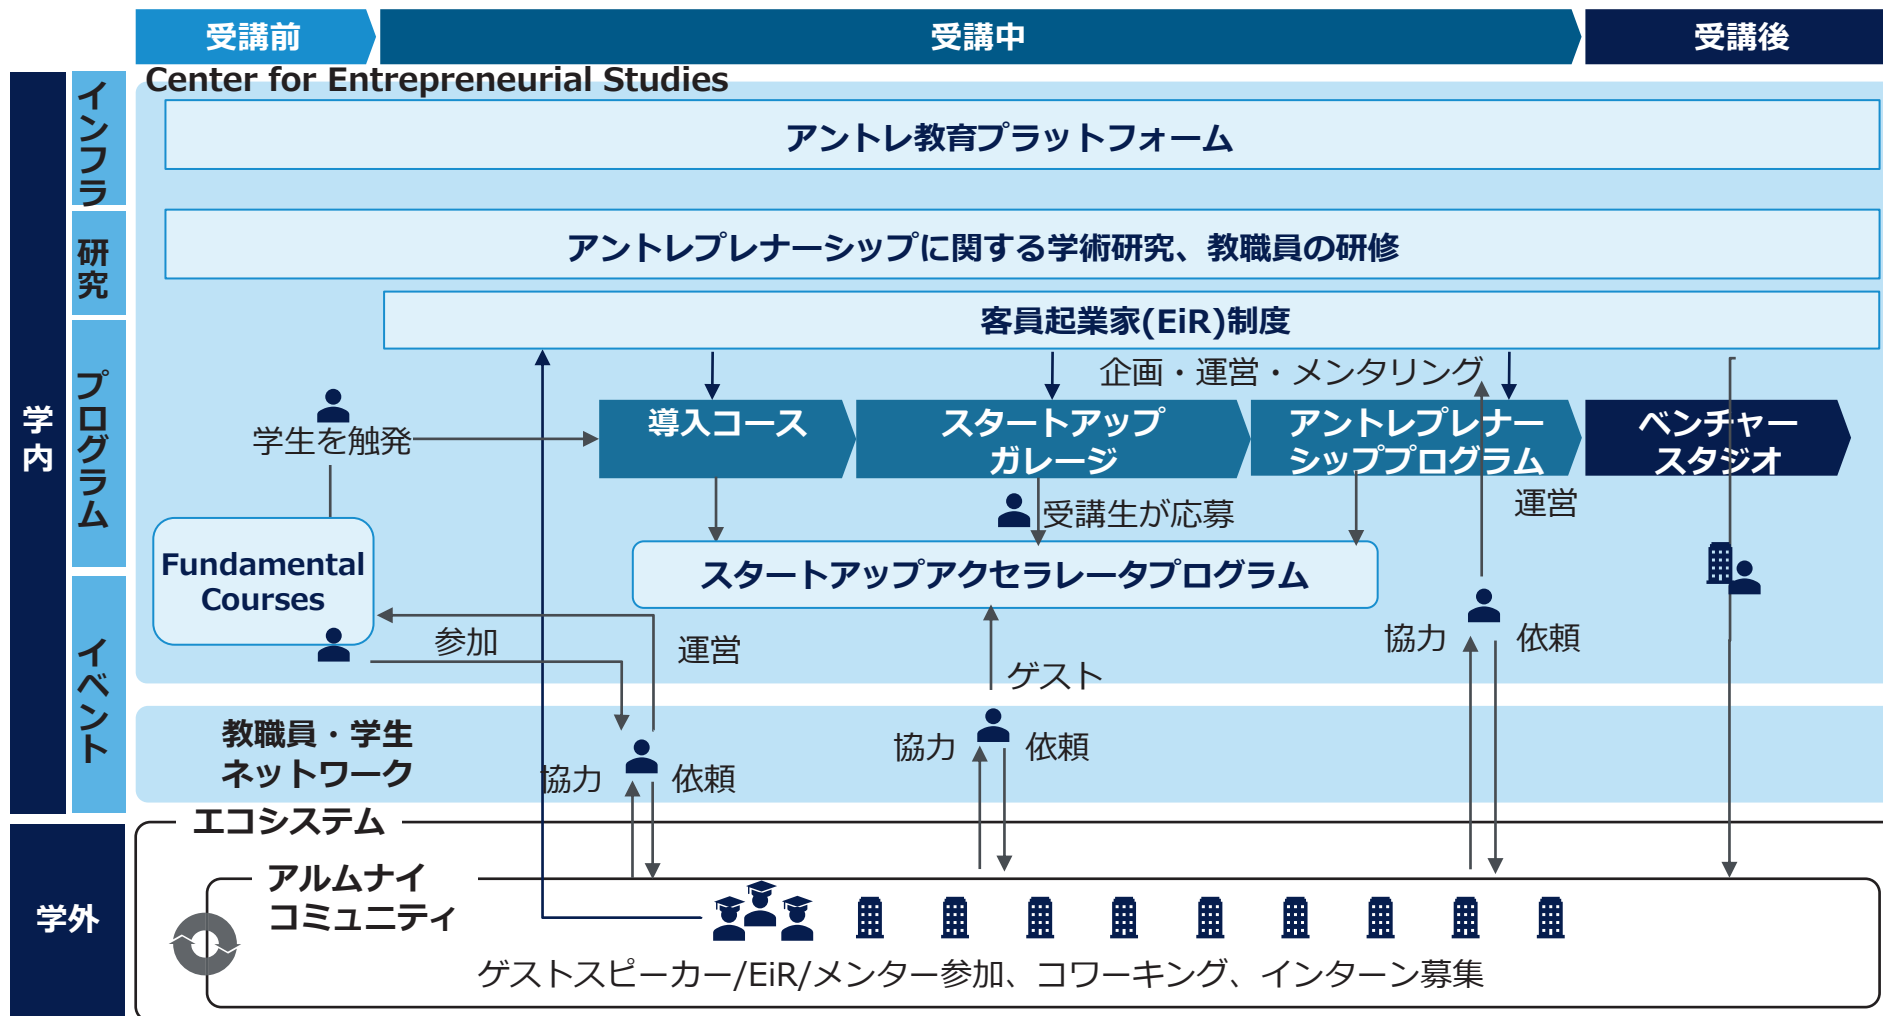 受講前
受講中
受講後
学内
インフラ
Center for Entrepreneurial Studies
アントレ教育プラットフォーム
研究
アントレプレナーシップに関する学術研究、教職員の研修
客員起業家(EiR)制度
プログラム
企画・運営・メンタリング
学生を触発
導入コース
スタートアップ
ガレージ
アントレプレナー
シッププログラム
ベンチャー
スタジオ
受講生が応募
運営
Fundamental
Courses
スタートアップアクセラレータプログラム
イベント
参加
運営
ゲスト
協力
依頼
教職員・学生
ネットワーク
協力
依頼
協力
依頼
学外
エコシステム
アルムナイ
コミュニティ
ゲストスピーカー/EiR/メンター参加、コワーキング、インターン募集